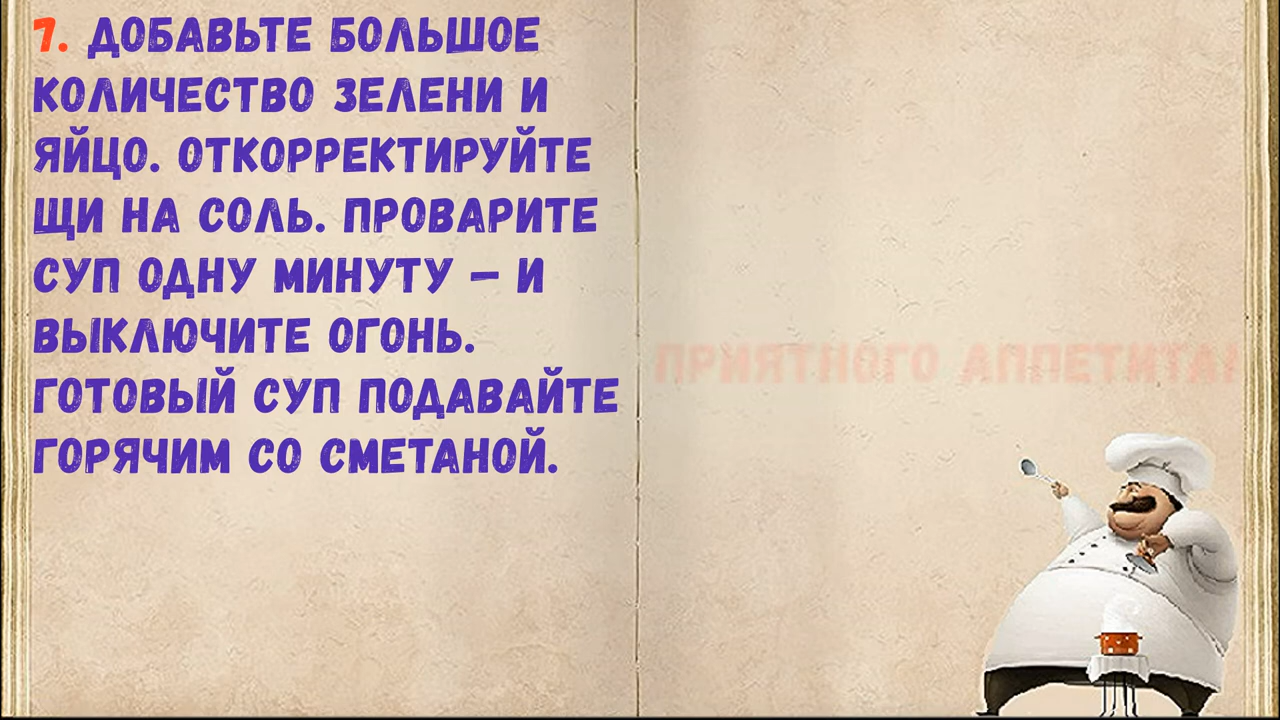 7. ДОБАВЬТЕ БОЛЬШОЕ
КОЛИЧЕСТВО ЗЕЛЕНИ И
ЯЙЦО. ОТКОРРЕКТИРУЙТЕ
ЩИ НА СОЛЬ. ПРОВАРИТЕ
СУП ОДНУ МИНУТУ – И
ВЫКЛЮЧИТЕ ОГОНЬ.
ГОТОВЫЙ СУП ПОДАВАЙТЕ
ГОРЯЧИМ СО СМЕТАНОЙ.
ПРИЯТНОГО АППЕТИТА!